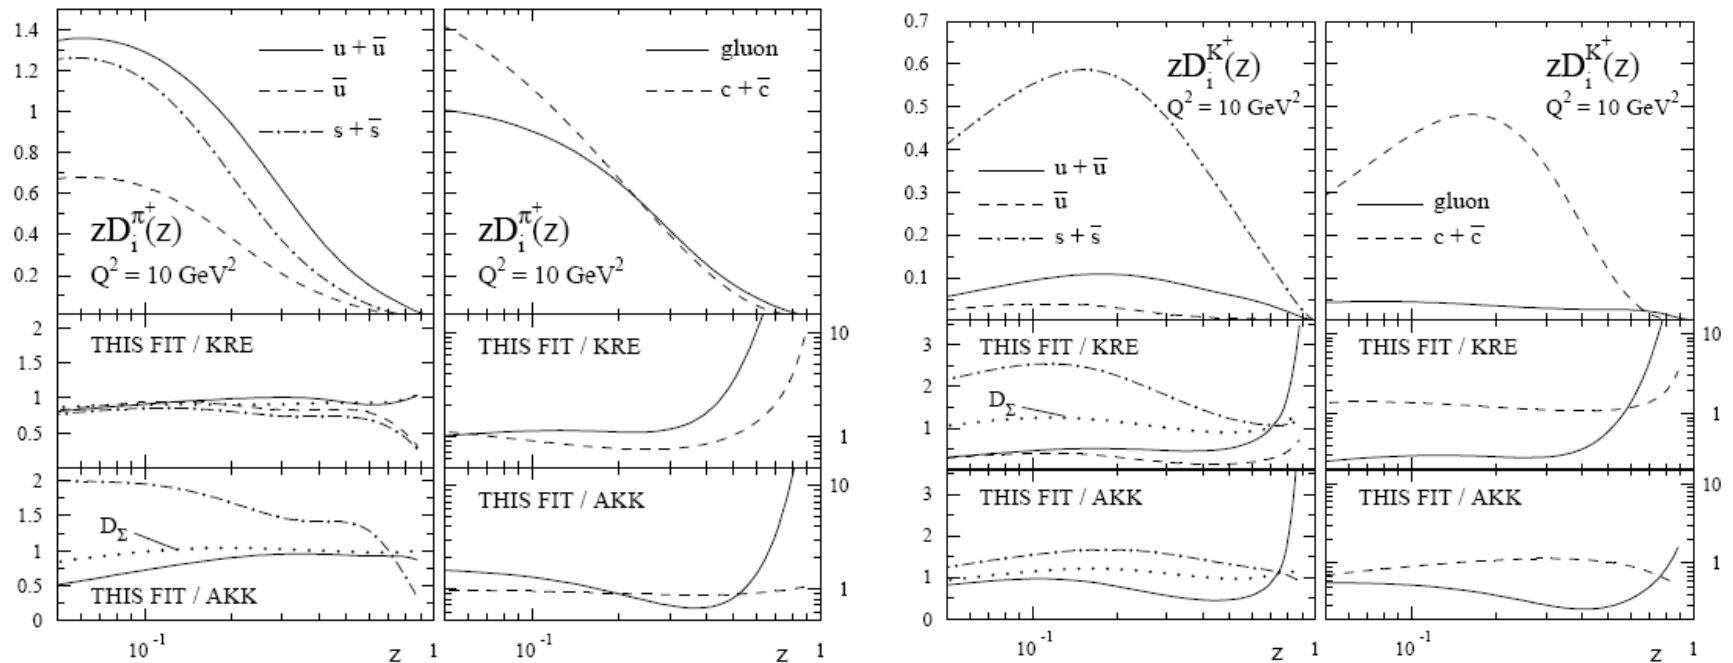 1.4
1.2
1
0.8
0.6
0.4
0.2
u + u̅
u̅
s + s̅
zD_i^{π^+}(z)
Q² = 10 GeV²
gluon
c + c̅
zD_i^{π^+}(z)
Q² = 10 GeV²
2
1.5
1
0.5
THIS FIT / KRE
THIS FIT / KRE
10
1
2
1.5
1
0.5
0
D_Σ
THIS FIT / AKK
THIS FIT / AKK
10
1
10⁻¹
z
1
10⁻¹
z
1
0.7
0.6
0.5
0.4
0.3
0.2
0.1
zD_i^{K^+}(z)
Q² = 10 GeV²
u + u̅
u̅
s + s̅
zD_i^{K^+}(z)
Q² = 10 GeV²
gluon
c + c̅
3
2
1
THIS FIT / KRE
D_Σ
THIS FIT / KRE
10
1
3
2
1
0
THIS FIT / AKK
THIS FIT / AKK
10
1
10⁻¹
z
1
10⁻¹
z
1